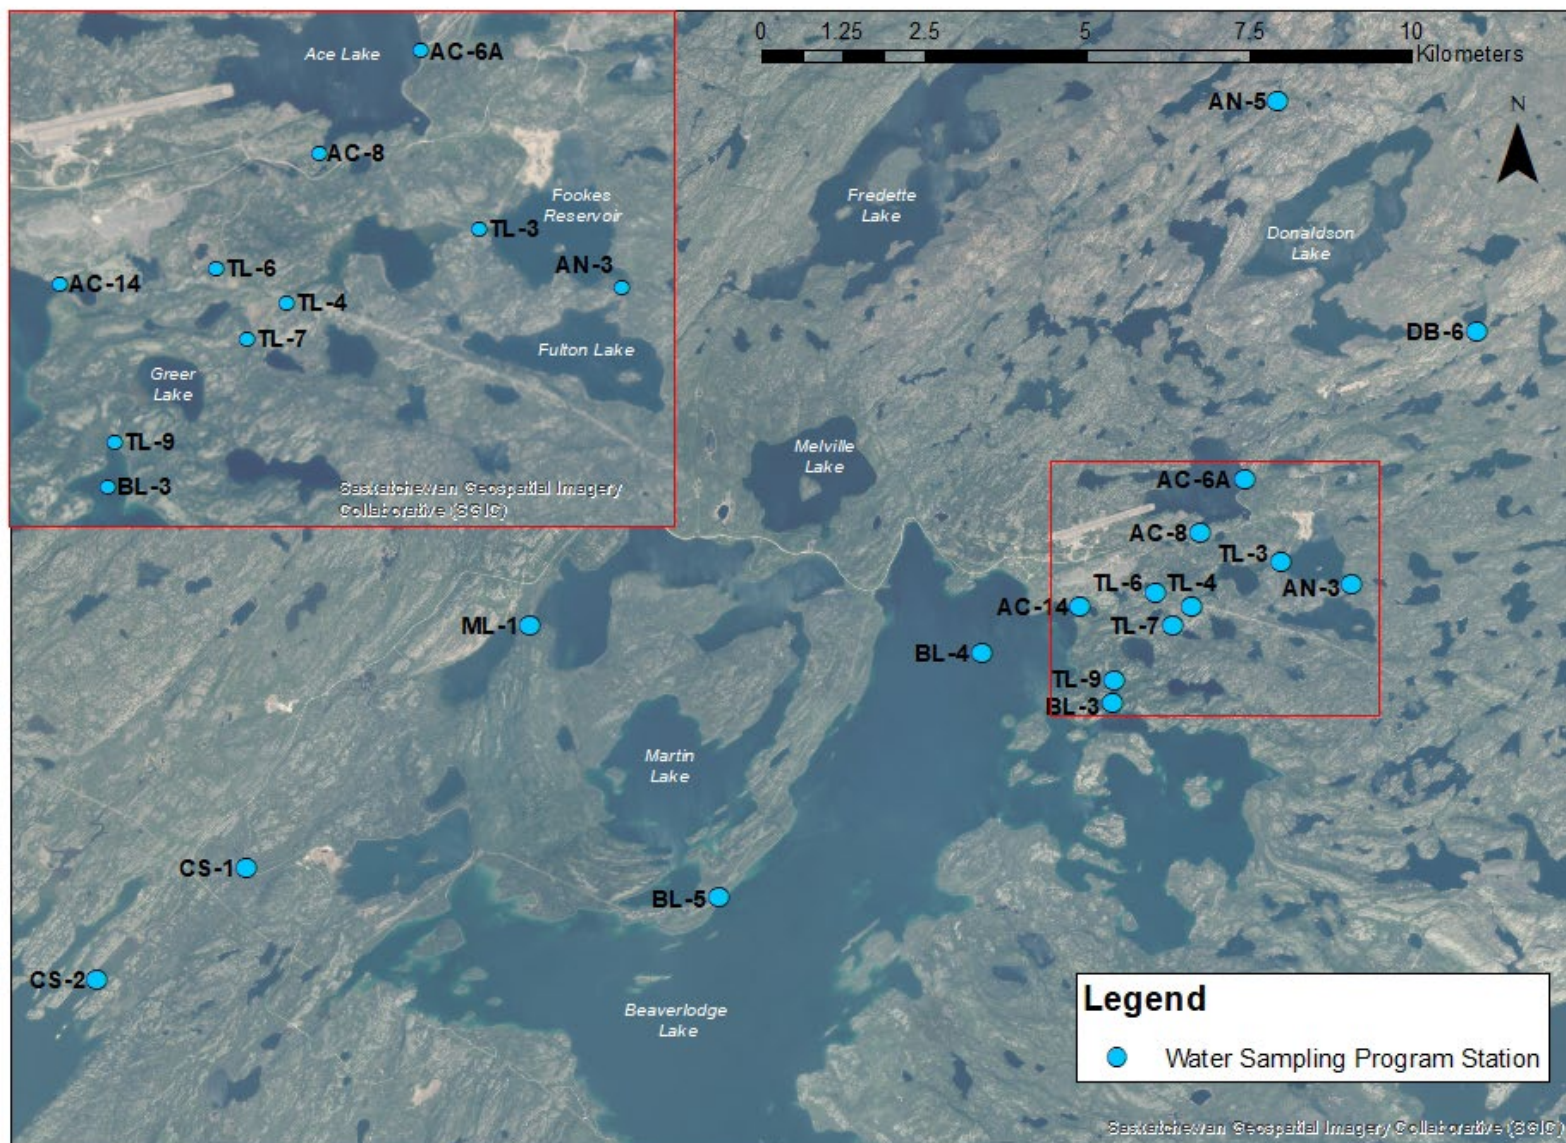 Ace Lake
AC-6A
AC-8
Fookes
Reservoir
TL-3
AN-3
TL-6
AC-14
TL-4
TL-7
Fulton Lake
Greer
Lake
TL-9
BL-3
Saskatchewan Geospatial Imagery
Collaborative (SGIC)
0 1.25 2.5 5 7.5 10
Kilometers
N
AN-5
Fredette
Lake
Donaldson
Lake
DB-6
Melville
Lake
AC-6A
AC-8
TL-3
TL-6 TL-4
AN-3
AC-14
TL-7
ML-1
BL-4
TL-9
BL-3
Martin
Lake
CS-1
BL-5
CS-2
Beaverlodge
Lake
Legend
Water Sampling Program Station
Saskatchewan Geospatial Imagery Collaborative (SGIC)